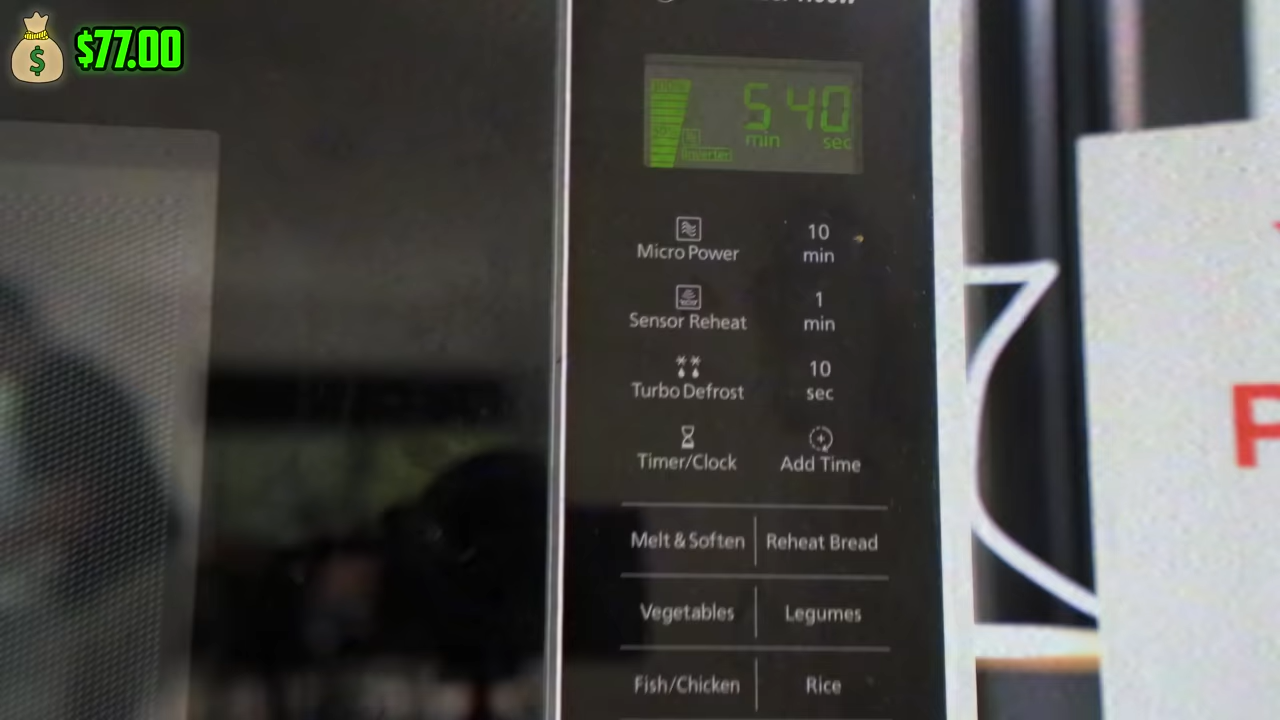 $77.00
5 40
min sec
Inverter
Micro Power
10
min
Sensor Reheat
1
min
Turbo Defrost
10
sec
Timer/Clock
Add Time
Melt & Soften
Reheat Bread
Vegetables
Legumes
Fish/Chicken
Rice
P